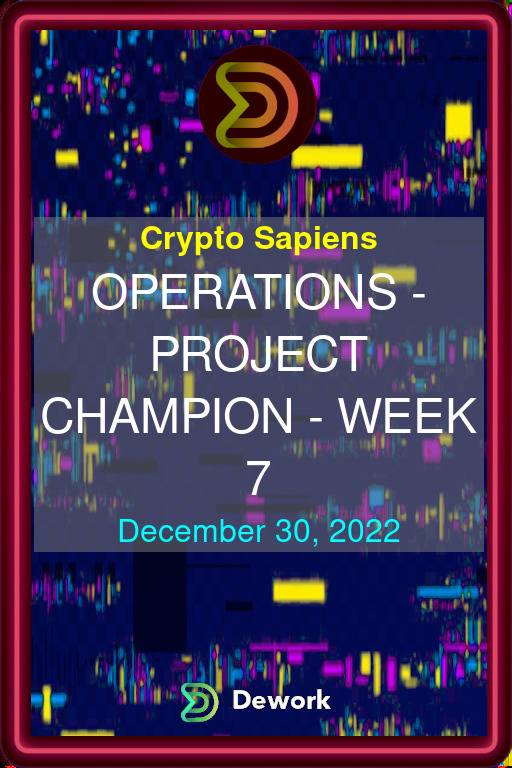 Crypto Sapiens
OPERATIONS -
PROJECT
CHAMPION - WEEK
7
December 30, 2022
Dework